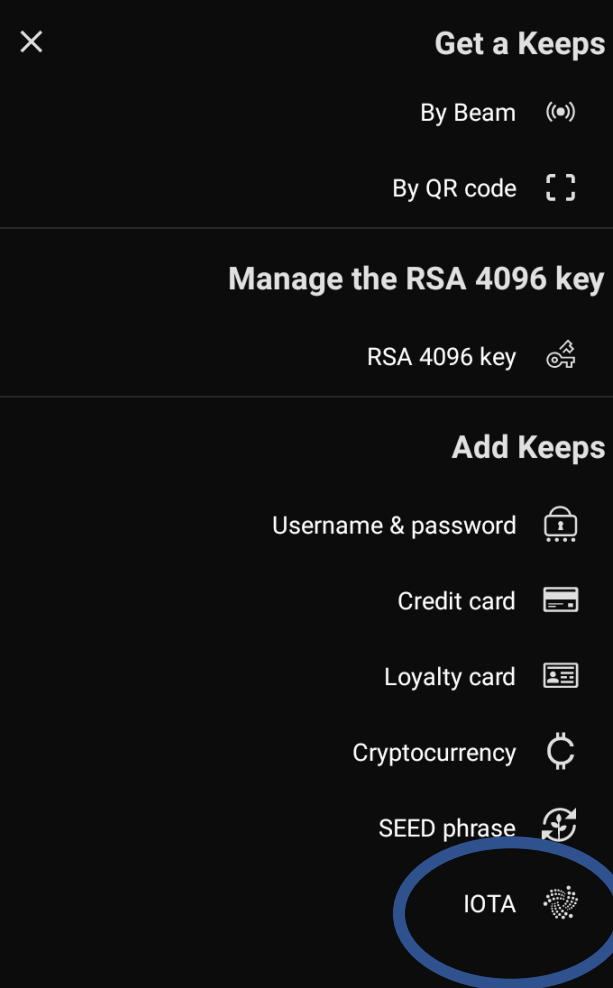 Get a Keeps
By Beam
By QR code
Manage the RSA 4096 key
RSA 4096 key
Add Keeps
Username & password
Credit card
Loyalty card
Cryptocurrency
SEED phrase
IOTA